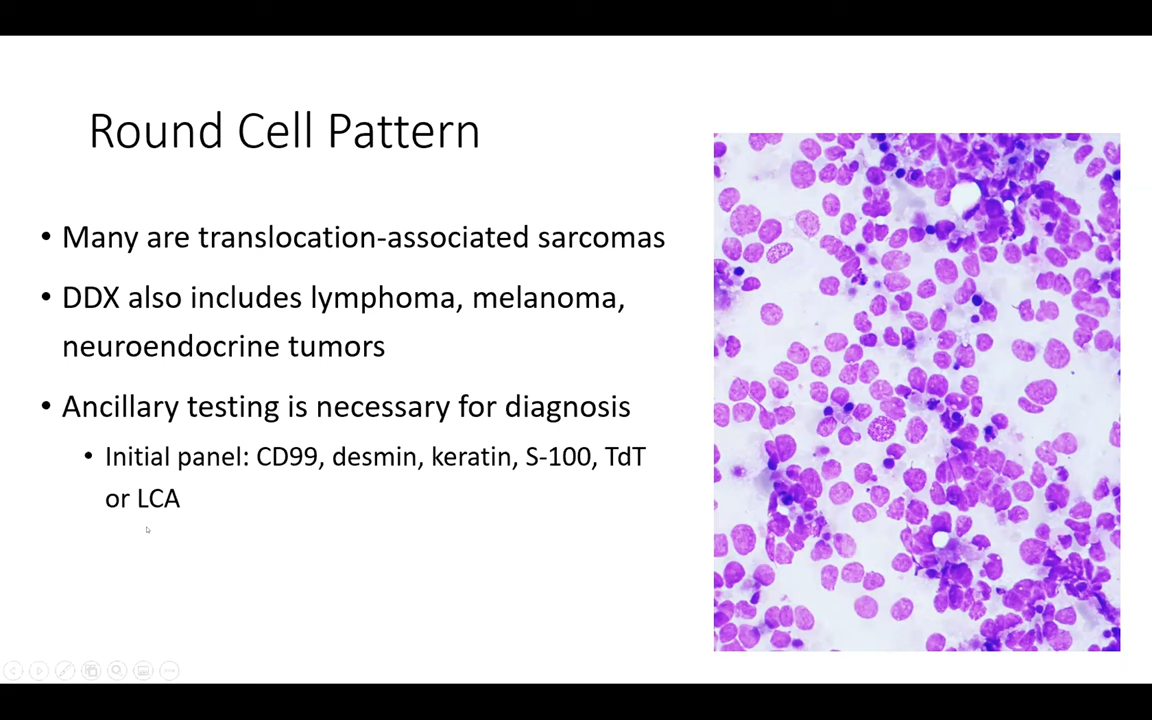 Round Cell Pattern
• Many are translocation-associated sarcomas
• DDX also includes lymphoma, melanoma,
neuroendocrine tumors
• Ancillary testing is necessary for diagnosis
• Initial panel: CD99, desmin, keratin, S-100, TdT
or LCA